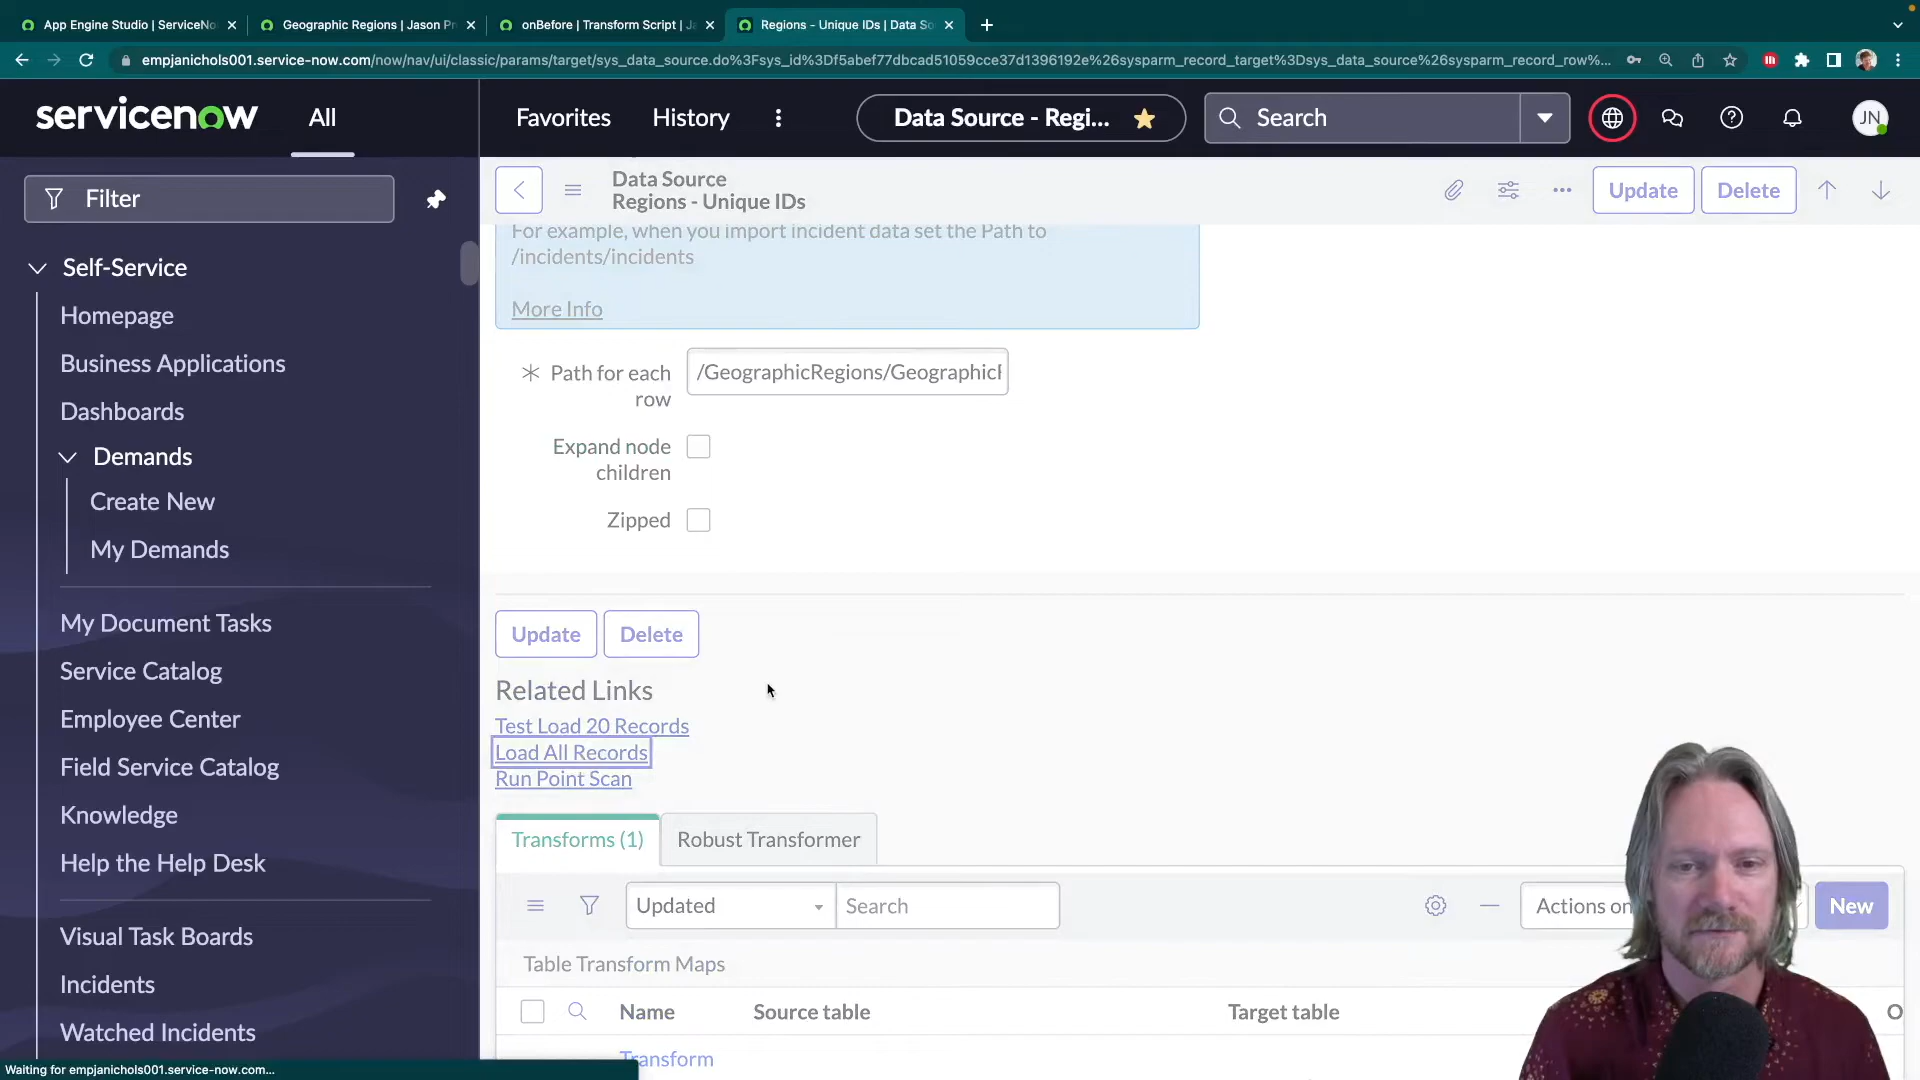 App Engine Studio | ServiceNo
Geographic Regions | Jason Pr
onBefore | Transform Script | Ja
Regions - Unique IDs | Data So
empjanichols001.service-now.com/now/nav/ui/classic/params/target/sys_data_source.do%3Fsys_id%3Df5abef77dbcad51059cce37d1396192e%26sysparm_record_target%3Dsys_data_source%26sysparm_record_row%...
servicenow
All
Favorites
History
Data Source - Regi...
Search
JN
Filter
Data Source
Regions - Unique IDs
Update
Delete
Self-Service
Homepage
Business Applications
Dashboards
Demands
Create New
My Demands
My Document Tasks
Service Catalog
Employee Center
Field Service Catalog
Knowledge
Help the Help Desk
Visual Task Boards
Incidents
Watched Incidents
For example, when you import incident data set the Path to
/incidents/incidents
More Info
Path for each
row
/GeographicRegions/Geographic
Expand node
children
Zipped
Update
Delete
Related Links
Test Load 20 Records
Load All Records
Run Point Scan
Transforms (1)
Robust Transformer
Updated
Search
Actions on
New
Table Transform Maps
Name
Source table
Target table
O
Transform
Waiting for empjanichols001.service-now.com...